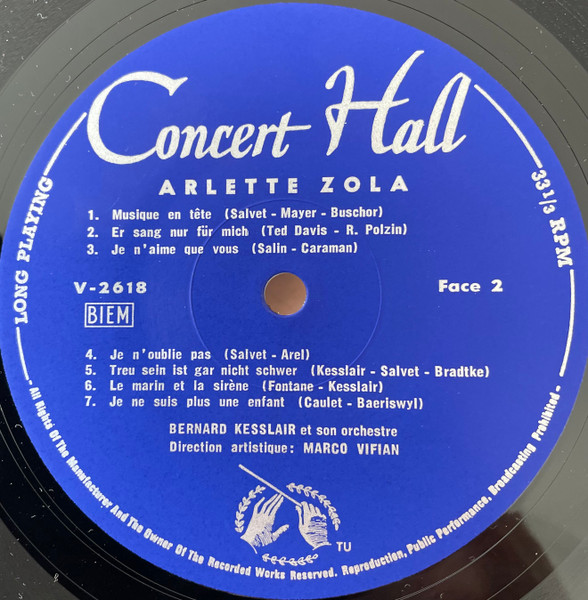 Concert Hall
ARLETTE ZOLA
LONG PLAYING
33 1/3 RPM
1. Musique en tête (Salvet - Mayer - Buschor)
2. Er sang nur für mich (Ted Davis - R. Polzin)
3. Je n'aime que vous (Salin - Caraman)
V-2618
Face 2
BIEM
4. Je n'oublie pas (Salvet - Arel)
5. Treu sein ist gar nicht schwer (Kesslair - Salvet - Bradtke)
6. Le marin et la sirène (Fontane - Kesslair)
7. Je ne suis plus une enfant (Caulet - Baeriswyl)
BERNARD KESSLAIR et son orchestre
Direction artistique: MARCO VIFIAN
TU
- All Rights Of The Manufacturer And The Owner Of The Recorded Works Reserved. Reproduction, Public Performance, Broadcasting Prohibited -